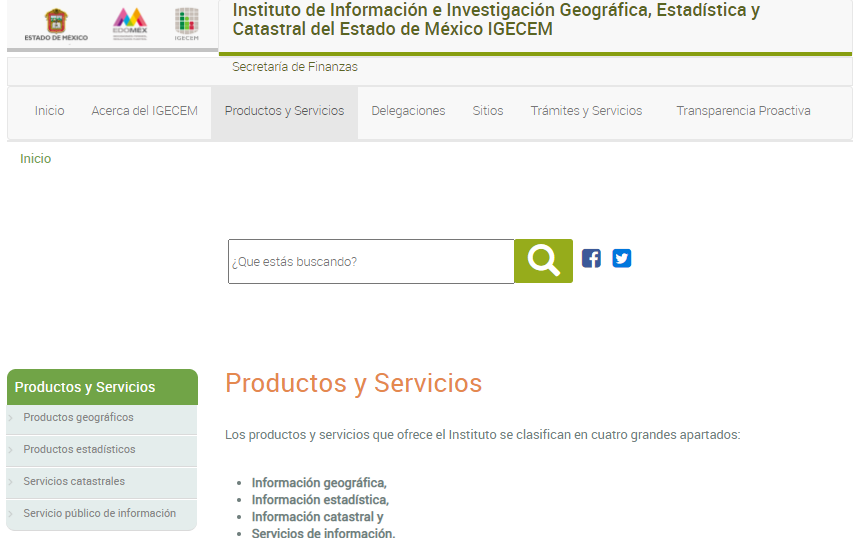 Instituto de Información e Investigación Geográfica, Estadística y
Catastral del Estado de México IGECEM
ESTADO DE MÉXICO
EDOMEX
IGECEM
Secretaría de Finanzas
Inicio
Acerca del IGECEM
Productos y Servicios
Delegaciones
Sitios
Trámites y Servicios
Transparencia Proactiva
Inicio
¿Que estás buscando?
Productos y Servicios
Productos geográficos
Productos estadísticos
Servicios catastrales
Servicio público de información
Productos y Servicios
Los productos y servicios que ofrece el Instituto se clasifican en cuatro grandes apartados:
Información geográfica,
Información estadística,
Información catastral y
Servicios de información.